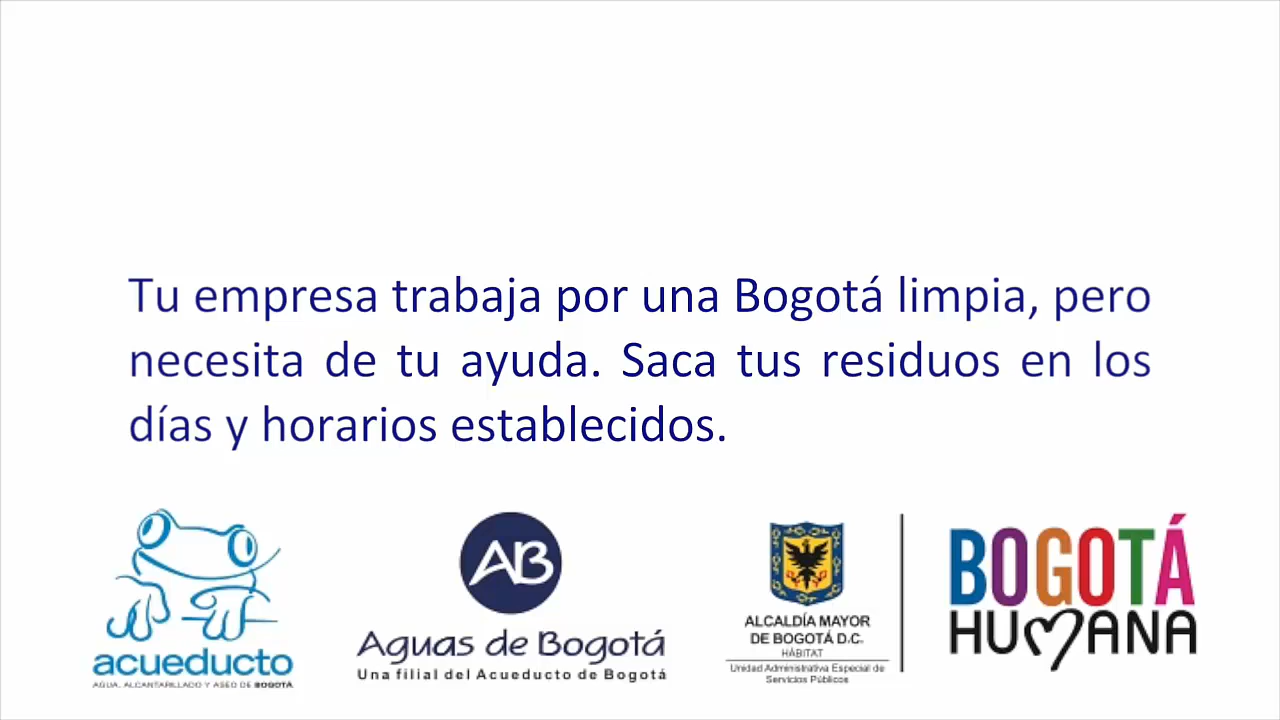 Tu empresa trabaja por una Bogotá limpia, pero
necesita de tu ayuda. Saca tus residuos en los
días y horarios establecidos.
acueducto
AGUA, ALCANTARILLADO Y ASEO DE BOGOTÁ
AB
Aguas de Bogotá
Una filial del Acueducto de Bogotá
ALCALDÍA MAYOR
DE BOGOTÁ D.C.
HÁBITAT
Unidad Administrativa Especial de
Servicios Públicos
BOGOTÁ
HUMANA